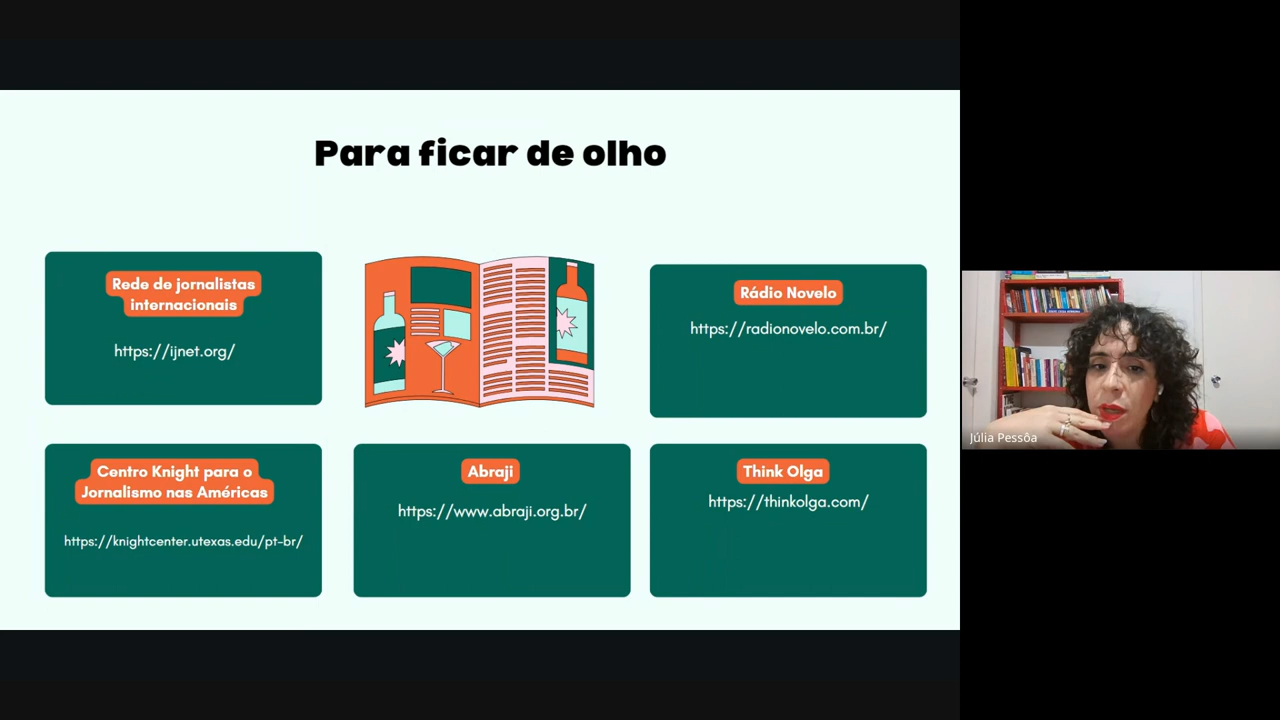 Para ficar de olho
Rede de jornalistas
internacionais
https://ijnet.org/
Rádio Novelo
https://radionovelo.com.br/
Centro Knight para o
Jornalismo nas Américas
https://knightcenter.utexas.edu/pt-br/
Abraji
https://www.abraji.org.br/
Think Olga
https://thinkolga.com/
Júlia Pessôa